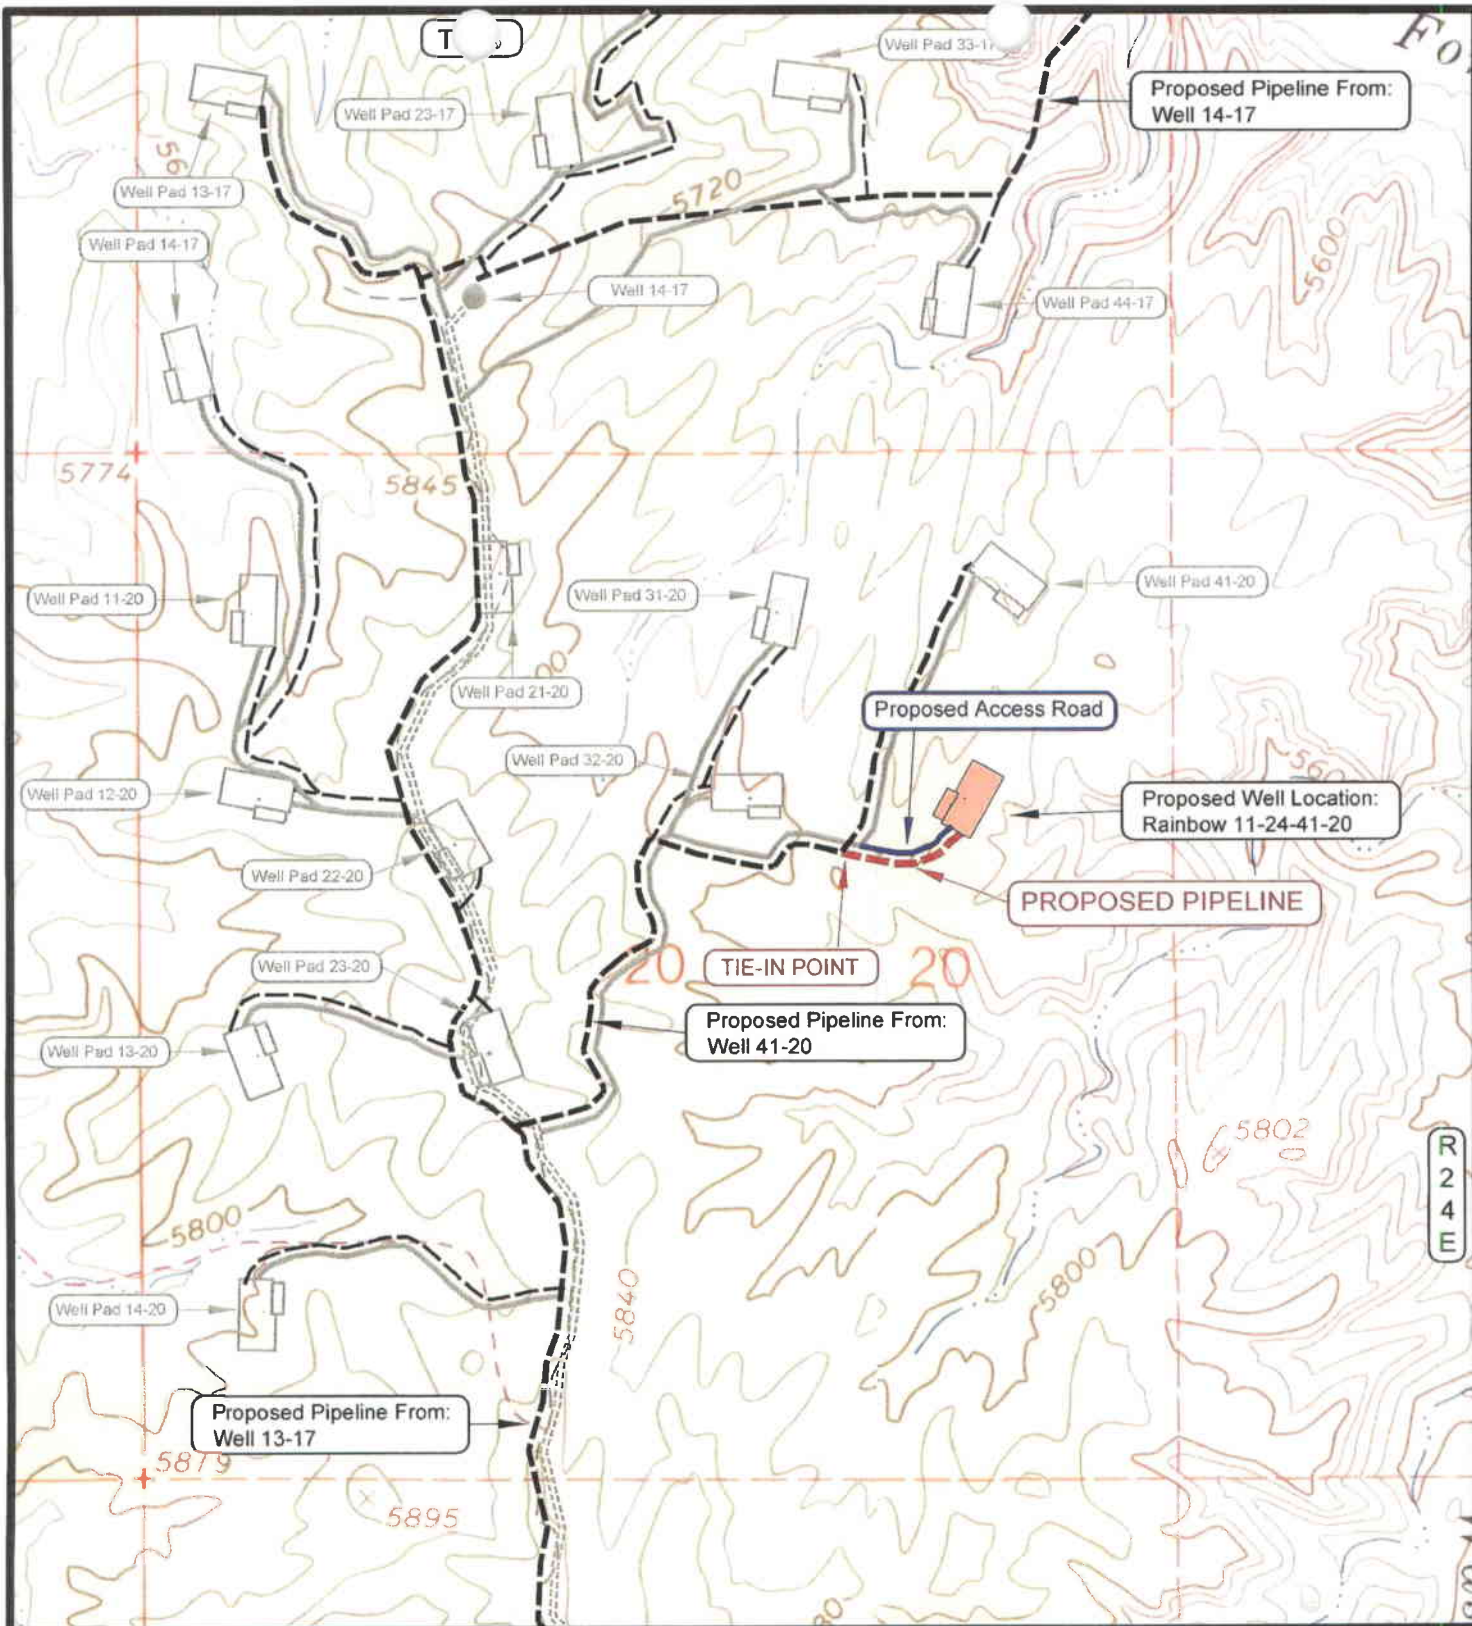 Well Pad 33-17
Proposed Pipeline From:
Well 14-17
Well Pad 23-17
56
Well Pad 13-17
5720
Well Pad 14-17
5600
Well 14-17
Well Pad 44-17
5774
5845
Well Pad 11-20
Well Pad 31-20
Well Pad 41-20
Well Pad 21-20
Proposed Access Road
Well Pad 32-20
Well Pad 12-20
Proposed Well Location:
Rainbow 11-24-41-20
Well Pad 22-20
PROPOSED PIPELINE
Well Pad 23-20
20
TIE-IN POINT
20
Proposed Pipeline From:
Well 41-20
Well Pad 13-20
5802
R
2
4
E
5800
5800
5840
Well Pad 14-20
Proposed Pipeline From:
Well 13-17
5879
5895